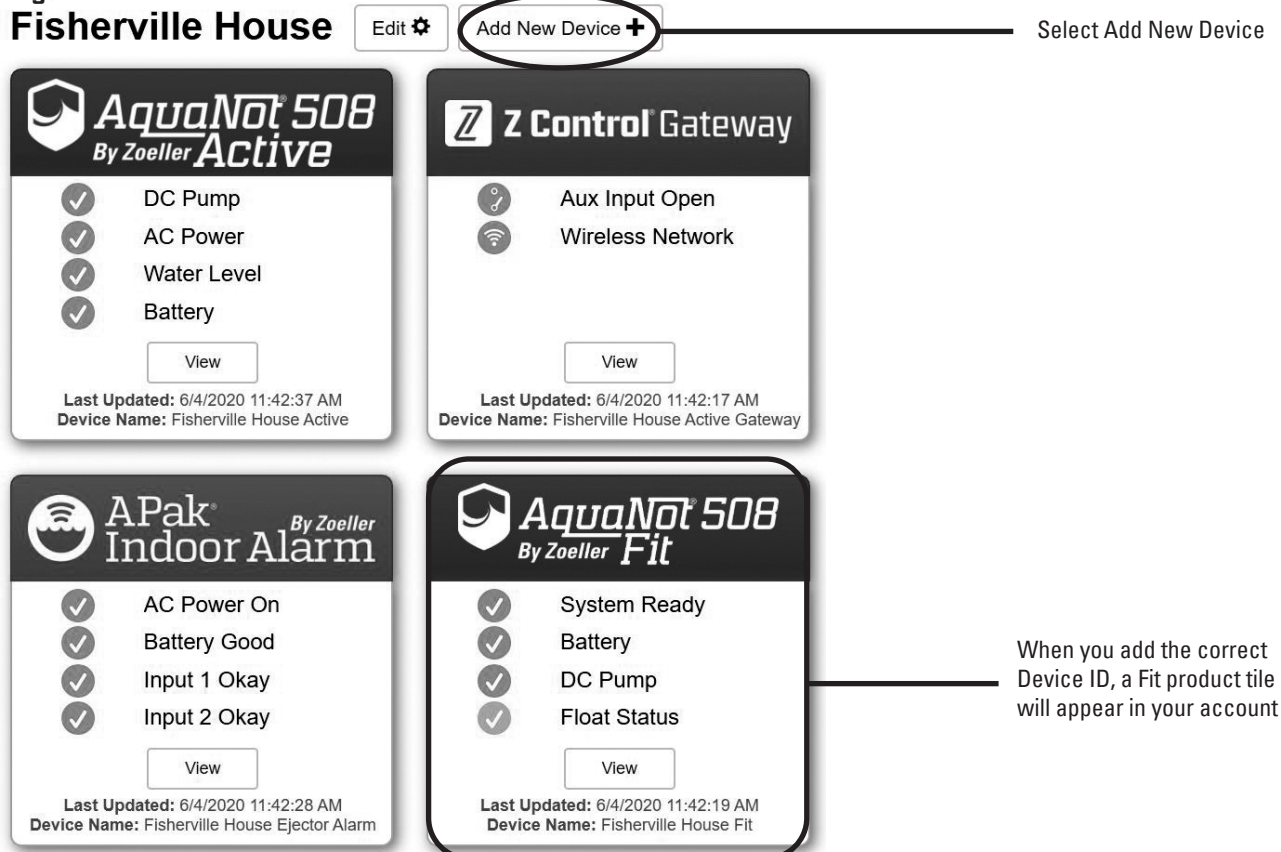 Fisherville House
Edit
Add New Device
Select Add New Device
AquaNot® 508
By Zoeller Active
DC Pump
AC Power
Water Level
Battery
View
Last Updated: 6/4/2020 11:42:37 AM
Device Name: Fisherville House Active
Z Control® Gateway
Aux Input Open
Wireless Network
View
Last Updated: 6/4/2020 11:42:17 AM
Device Name: Fisherville House Active Gateway
APak® By Zoeller
Indoor Alarm
AC Power On
Battery Good
Input 1 Okay
Input 2 Okay
View
Last Updated: 6/4/2020 11:42:28 AM
Device Name: Fisherville House Ejector Alarm
AquaNot® 508
By Zoeller Fit
System Ready
Battery
DC Pump
Float Status
View
Last Updated: 6/4/2020 11:42:19 AM
Device Name: Fisherville House Fit
When you add the correct
Device ID, a Fit product tile
will appear in your account